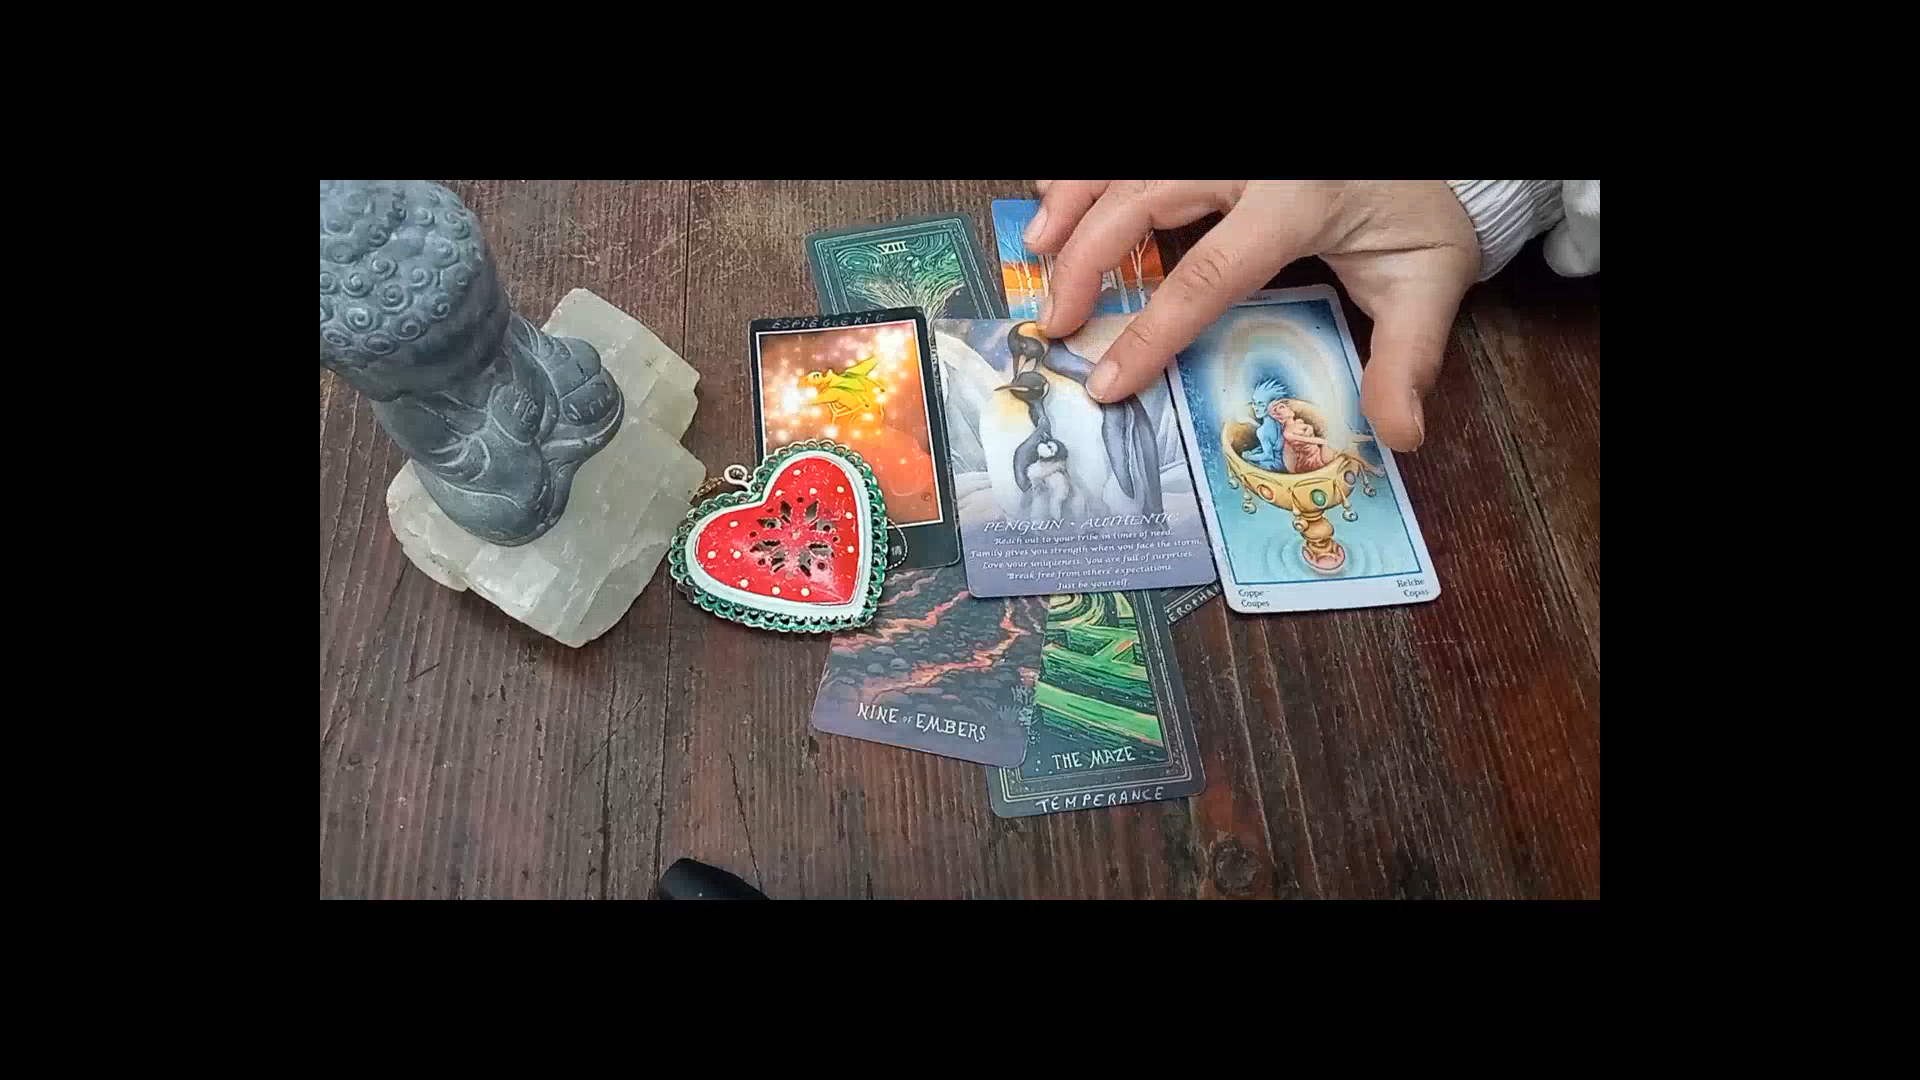 VIII
ESPIÈGLERIE
情
PENGUIN • AUTHENTIC
Reach out to your tribe in times of need.
Family gives you strength when you face the storm.
Love your uniqueness. You are full of surprises.
Break free from others' expectations.
Just be yourself.
Coppe
Coupes
Kelche
Copas
NINE OF EMBERS
THE MAZE
TEMPERANCE